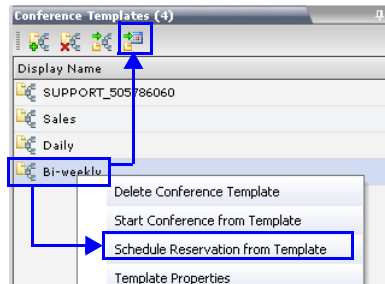 Conference Templates (4)
Display Name
SUPPORT_505786060
Sales
Daily
Bi-weekly
Delete Conference Template
Start Conference from Template
Schedule Reservation from Template
Template Properties